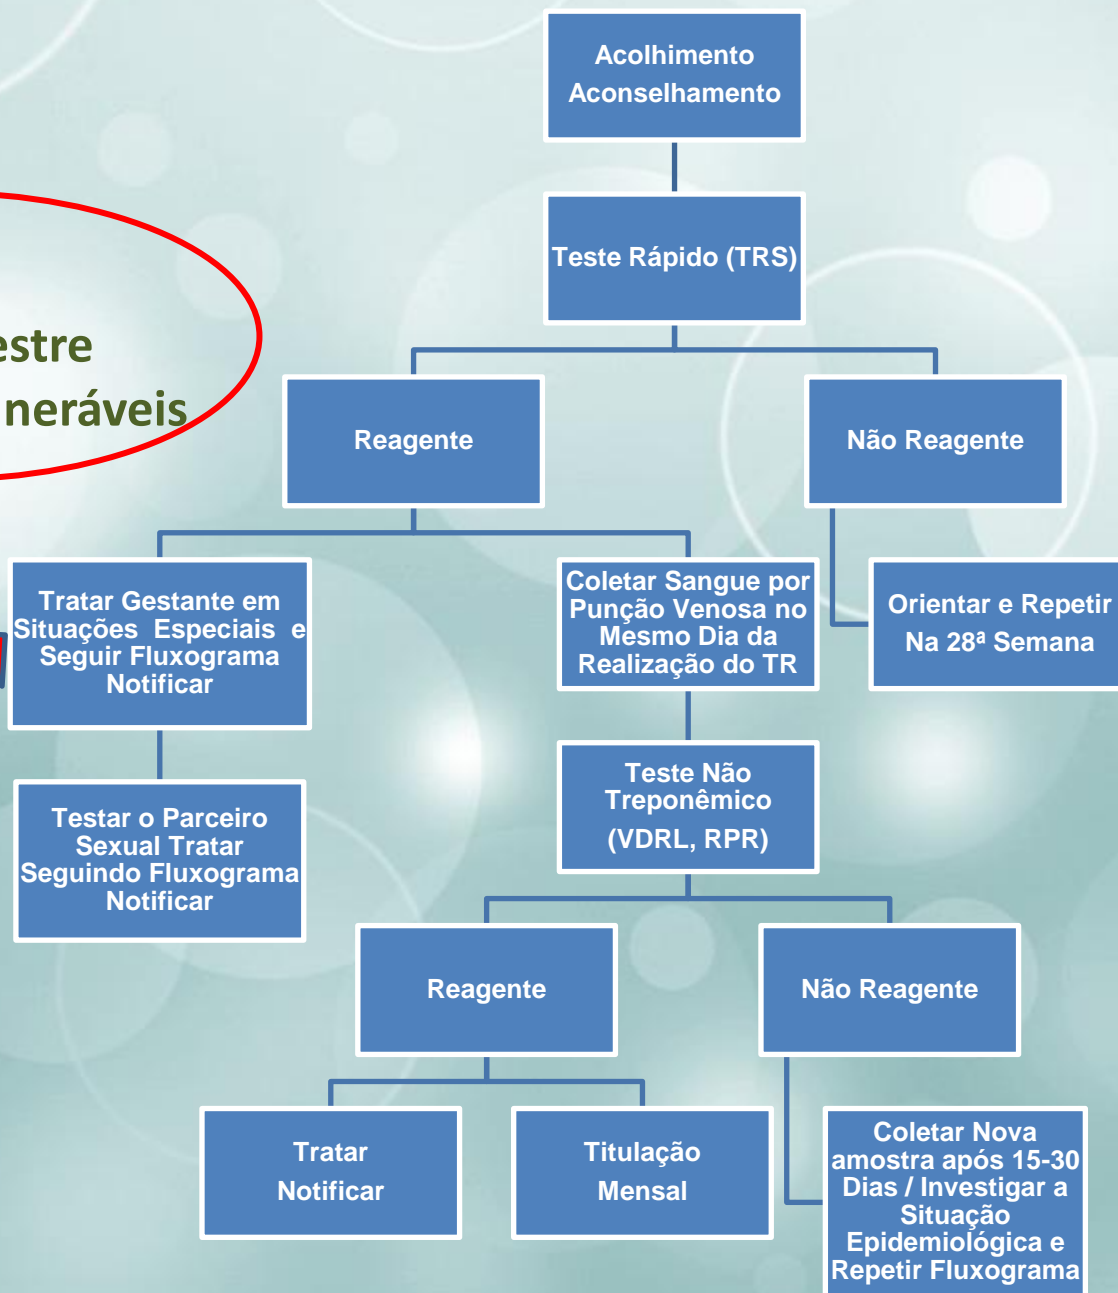 Acolhimento
Aconselhamento
Teste Rápido (TRS)
estre
neráveis
Reagente
Não Reagente
Tratar Gestante em
Situações Especiais e
Seguir Fluxograma
Notificar
Coletar Sangue por
Punção Venosa no
Mesmo Dia da
Realização do TR
Orientar e Repetir
Na 28ª Semana
Testar o Parceiro
Sexual Tratar
Seguindo Fluxograma
Notificar
Teste Não
Treponêmico
(VDRL, RPR)
Reagente
Não Reagente
Tratar
Notificar
Titulação
Mensal
Coletar Nova
amostra após 15-30
Dias / Investigar a
Situação
Epidemiológica e
Repetir Fluxograma